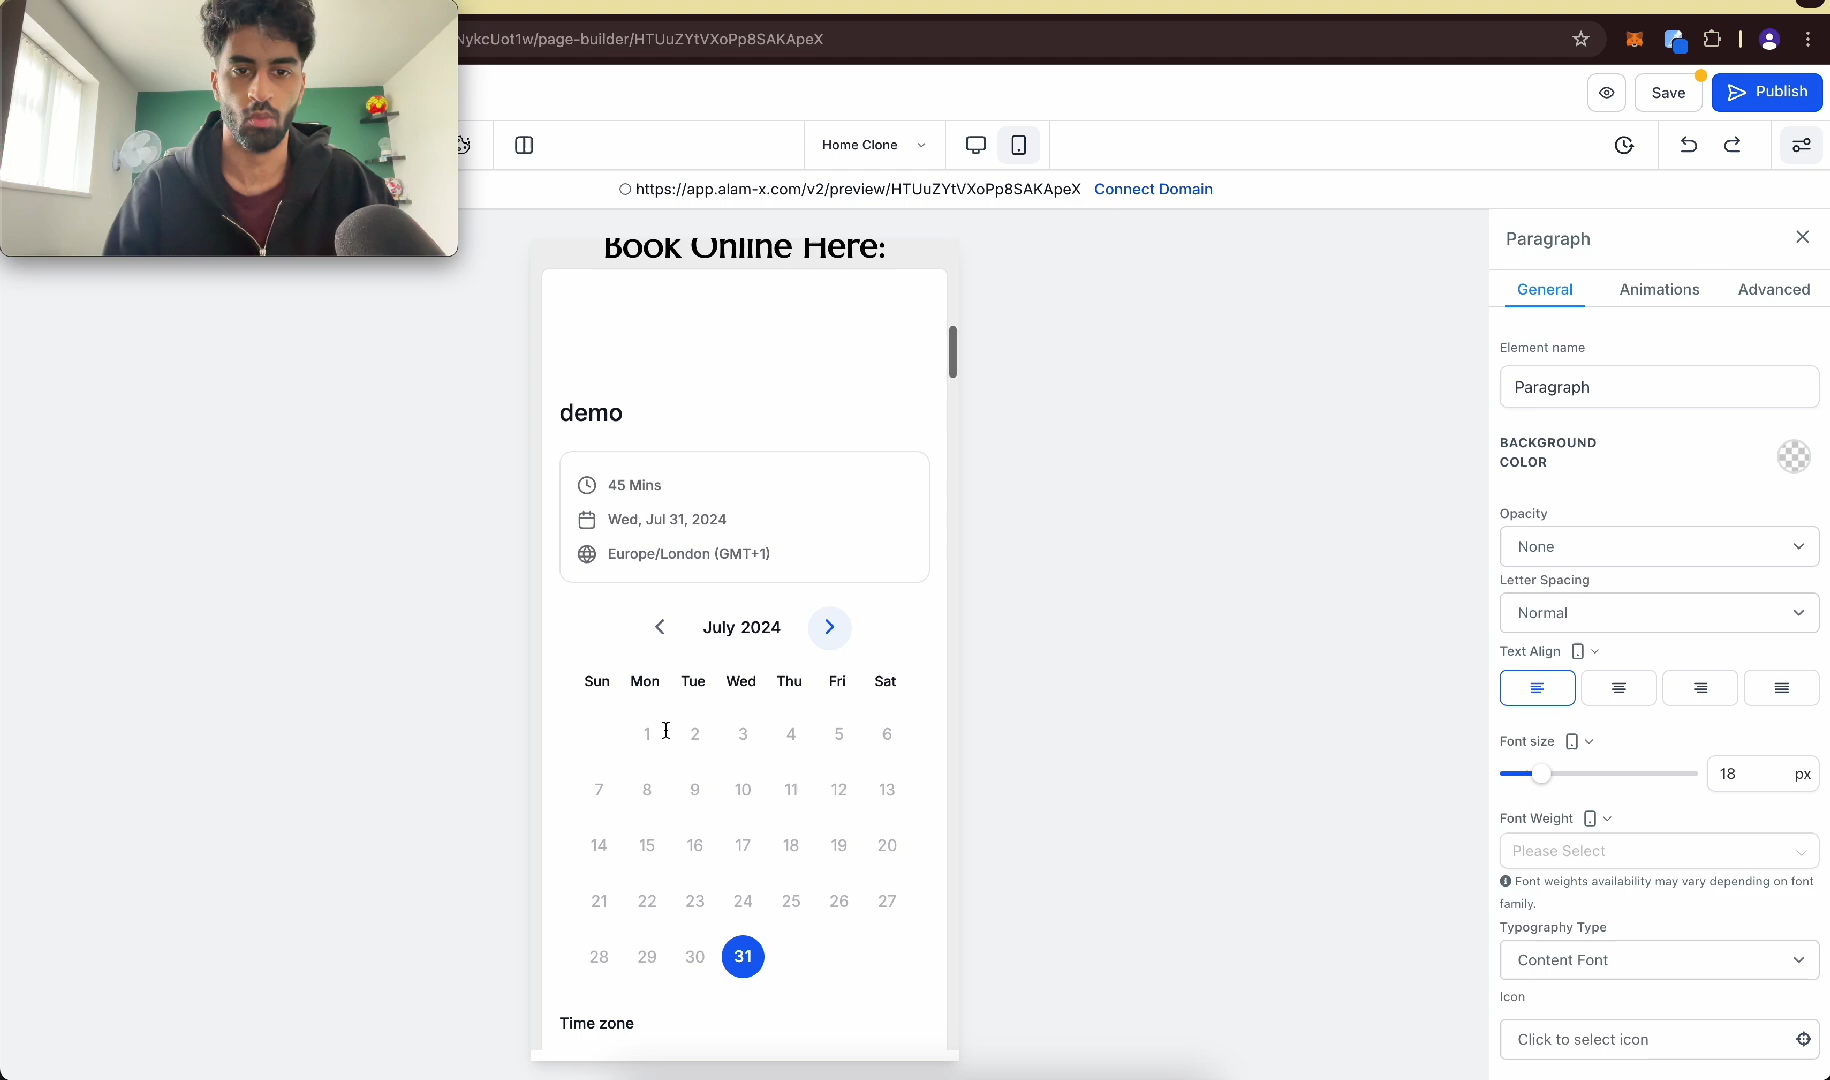 NykcUot1w/page-builder/HTUuZYtVXoPp8SAKApeX
Save
Publish
Home Clone
https://app.alam-x.com/v2/preview/HTUuZYtVXoPp8SAKApeX Connect Domain
Book Online Here:
demo
45 Mins
Wed, Jul 31, 2024
Europe/London (GMT+1)
July 2024
Sun Mon Tue Wed Thu Fri Sat
1 2 3 4 5 6
7 8 9 10 11 12 13
14 15 16 17 18 19 20
21 22 23 24 25 26 27
28 29 30 31
Time zone
Paragraph
General Animations Advanced
Element name
Paragraph
BACKGROUND
COLOR
Opacity
None
Letter Spacing
Normal
Text Align
Font size
18 px
Font Weight
Please Select
Font weights availability may vary depending on font
family.
Typography Type
Content Font
Icon
Click to select icon